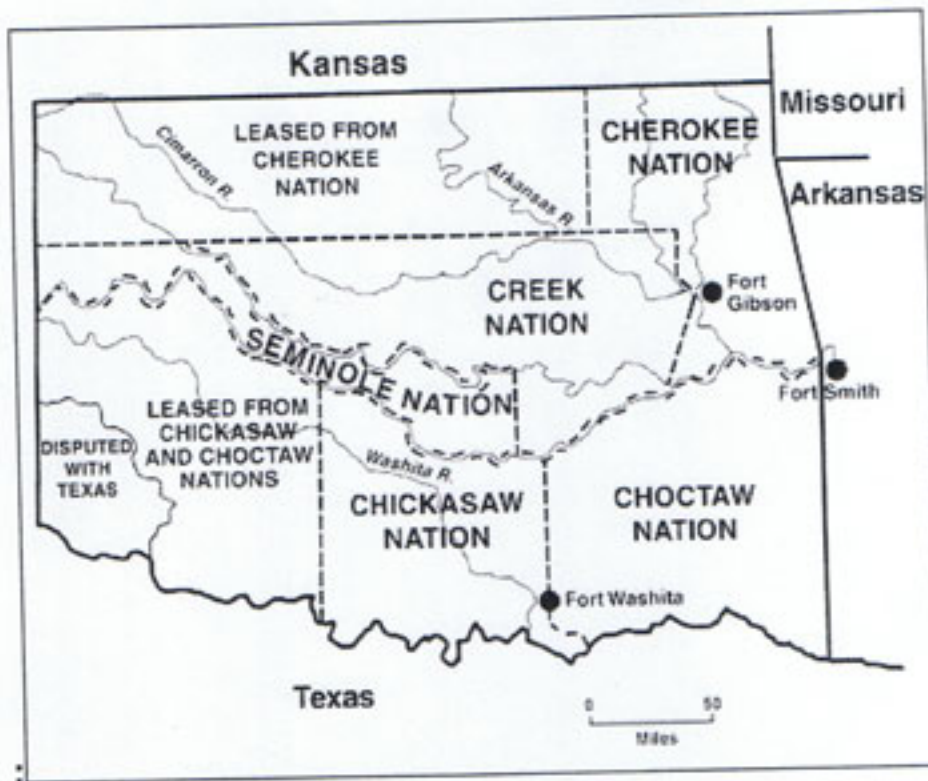 Kansas
Missouri
LEASED FROM
CHEROKEE
NATION
CHEROKEE
NATION
Cimarron R.
Arkansas R.
Arkansas
CREEK
NATION
Fort
Gibson
SEMINOLE NATION
Fort Smith
LEASED FROM
CHICKASAW
AND CHOCTAW
NATIONS
DISPUTED
WITH
TEXAS
Washita R.
CHICKASAW
NATION
CHOCTAW
NATION
Fort Washita
Texas
0 50
Miles